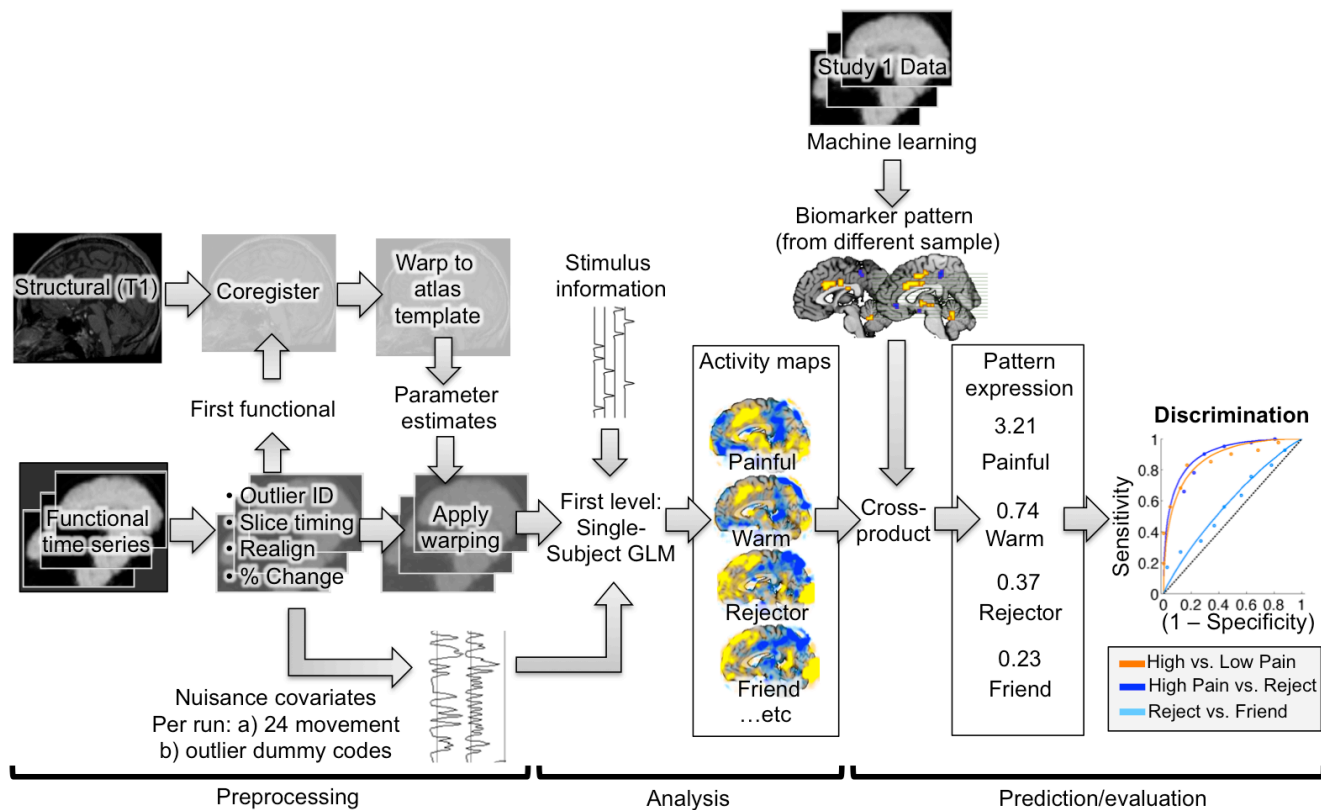 Study 1 Data
Machine learning
Biomarker pattern
(from different sample)
Structural (T1)
Coregister
Warp to
atlas
template
Stimulus
information
First functional
Parameter
estimates
Functional
time series
• Outlier ID
• Slice timing
• Realign
• % Change
Apply
warping
First level:
Single-
Subject GLM
Nuisance covariates
Per run: a) 24 movement
b) outlier dummy codes
Activity maps
Painful
Warm
Rejector
Friend
…etc
Cross-
product
Pattern
expression
3.21
Painful
0.74
Warm
0.37
Rejector
0.23
Friend
Discrimination
Sensitivity
1
0.8
0.6
0.4
0.2
0
0 0.2 0.4 0.6 0.8 1
(1 – Specificity)
High vs. Low Pain
High Pain vs. Reject
Reject vs. Friend
Preprocessing
Analysis
Prediction/evaluation